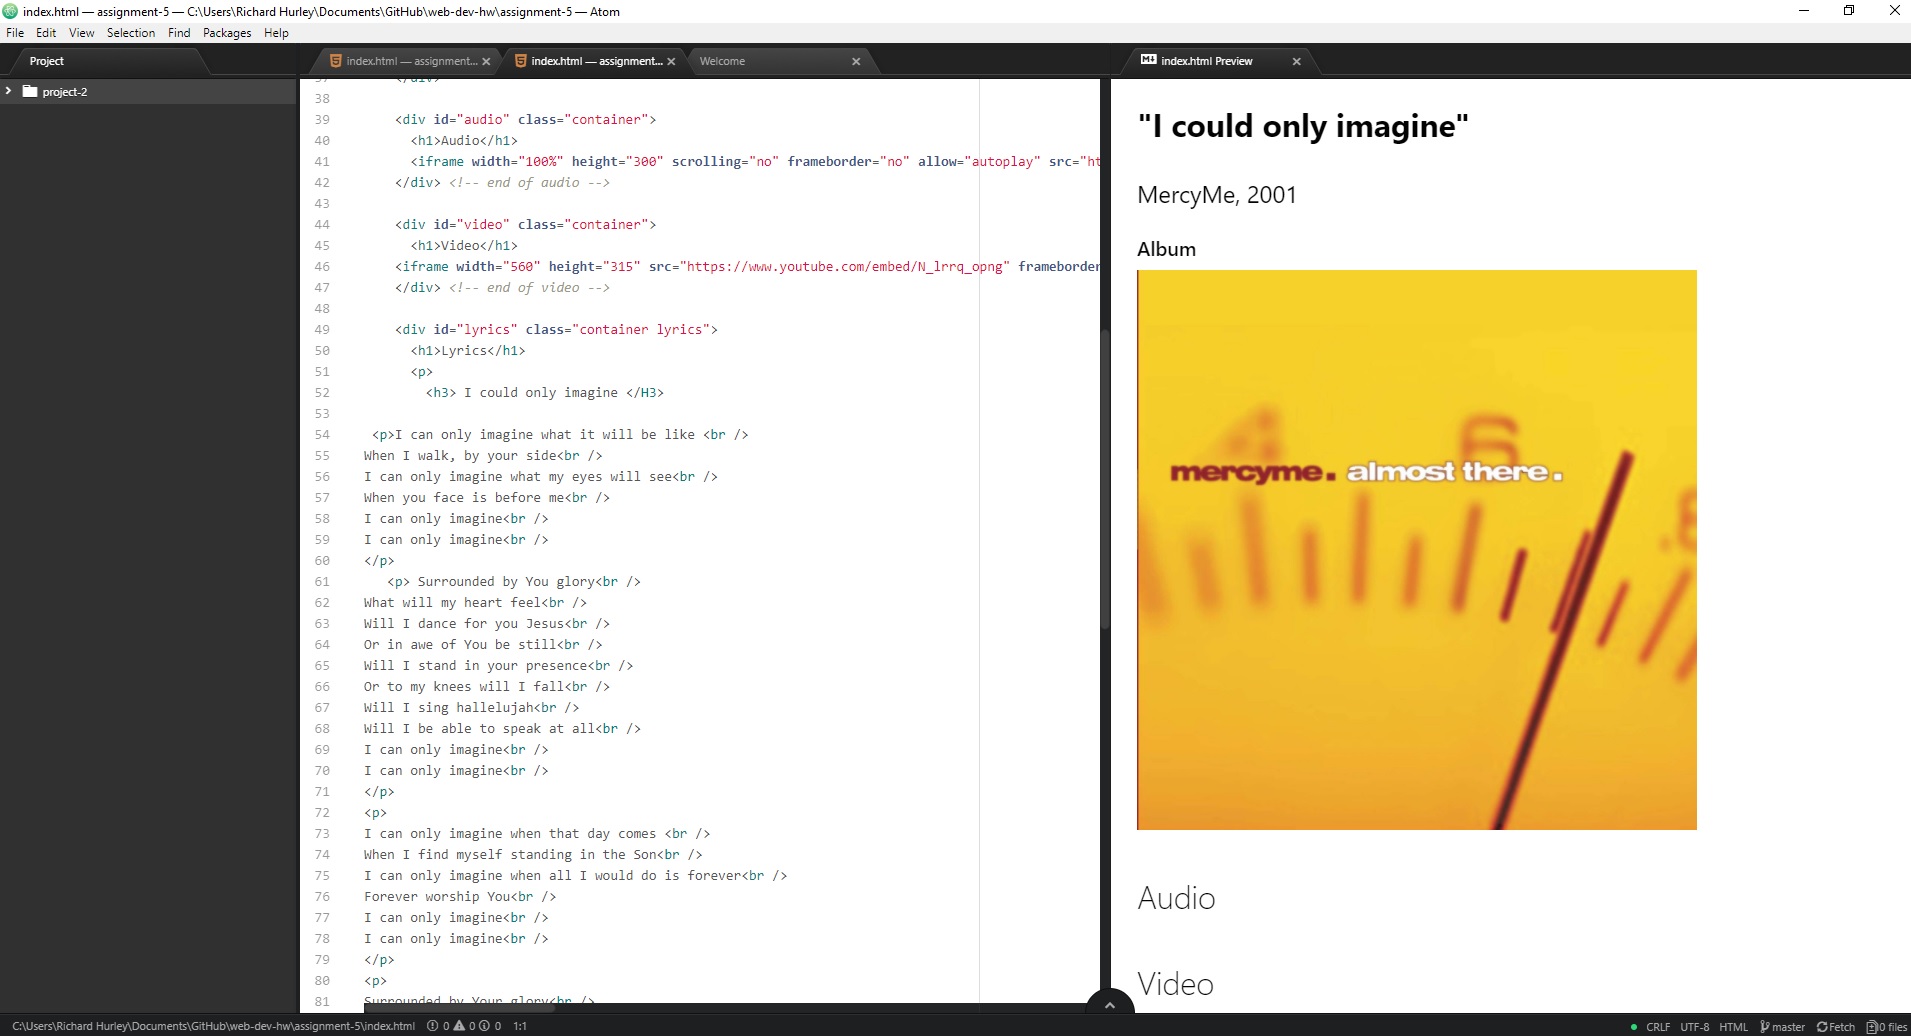 index.html — assignment-5 — C:\Users\Richard Hurley\Documents\GitHub\web-dev-hw\assignment-5 — Atom
File Edit View Selection Find Packages Help
Project
index.html — assignment...
index.html — assignment...
Welcome
index.html Preview
project-2
37 </div>
38
39 <div id="audio" class="container">
40 <h1>Audio</h1>
41 <iframe width="100%" height="300" scrolling="no" frameborder="no" allow="autoplay" src="ht
42 </div> <!-- end of audio -->
43
44 <div id="video" class="container">
45 <h1>Video</h1>
46 <iframe width="560" height="315" src="https://www.youtube.com/embed/N_lrrq_opng" frameborder
47 </div> <!-- end of video -->
48
49 <div id="lyrics" class="container lyrics">
50 <h1>Lyrics</h1>
51 <p>
52 <h3> I could only imagine </H3>
53
54 <p>I can only imagine what it will be like <br />
55 When I walk, by your side<br />
56 I can only imagine what my eyes will see<br />
57 When you face is before me<br />
58 I can only imagine<br />
59 I can only imagine<br />
60 </p>
61 <p> Surrounded by You glory<br />
62 What will my heart feel<br />
63 Will I dance for you Jesus<br />
64 Or in awe of You be still<br />
65 Will I stand in your presence<br />
66 Or to my knees will I fall<br />
67 Will I sing hallelujah<br />
68 Will I be able to speak at all<br />
69 I can only imagine<br />
70 I can only imagine<br />
71 </p>
72 <p>
73 I can only imagine when that day comes <br />
74 When I find myself standing in the Son<br />
75 I can only imagine when all I would do is forever<br />
76 Forever worship You<br />
77 I can only imagine<br />
78 I can only imagine<br />
79 </p>
80 <p>
81 Surrounded by Your glory<br />
"I could only imagine"
MercyMe, 2001
Album
mercyme. almost there.
Audio
Video
C:\Users\Richard Hurley\Documents\GitHub\web-dev-hw\assignment-5\index.html 0 0 0 1:1
CRLF UTF-8 HTML master Fetch 0 files